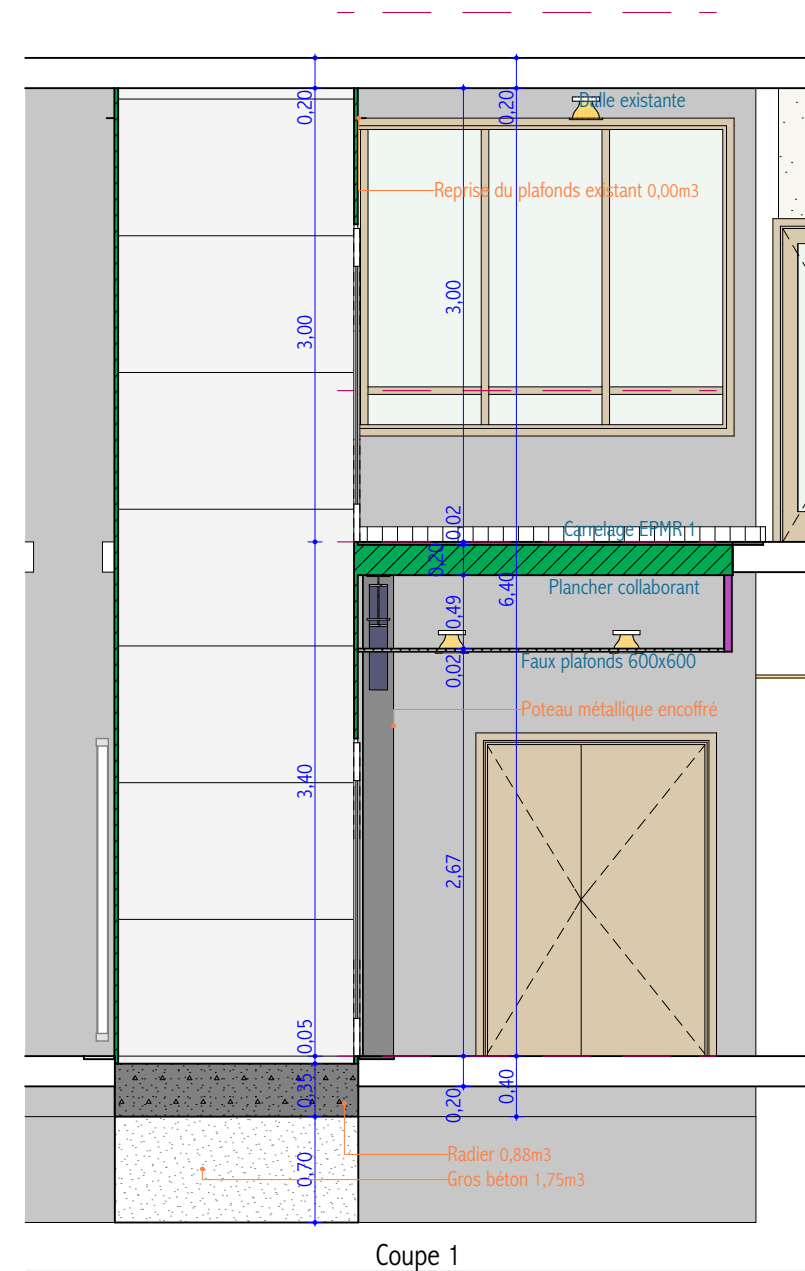 0,20
0,20
Dalle existante
Reprise du plafonds existant 0,00m3
3,00
3,00
0,02
Carrelage EPMR 1
0,20
6,40
Plancher collaborant
0,49
0,02
Faux plafonds 600x600
Poteau métallique encoffré
3,40
2,67
0,05
0,35
0,20
0,40
Radier 0,88m3
0,70
Gros béton 1,75m3
Coupe 1